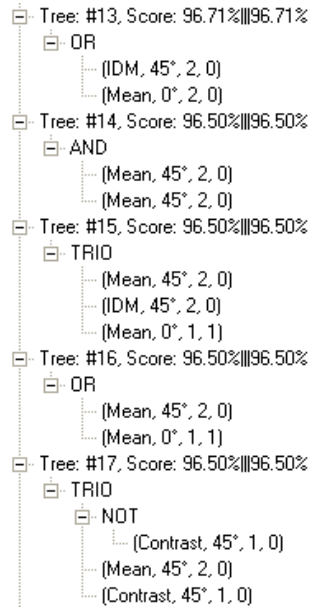 Tree: #13, Score: 96.71%|||96.71%
OR
(IDM, 45°, 2, 0)
(Mean, 0°, 2, 0)
Tree: #14, Score: 96.50%|||96.50%
AND
(Mean, 45°, 2, 0)
(Mean, 45°, 2, 0)
Tree: #15, Score: 96.50%|||96.50%
TRIO
(Mean, 45°, 2, 0)
(IDM, 45°, 2, 0)
(Mean, 0°, 1, 1)
Tree: #16, Score: 96.50%|||96.50%
OR
(Mean, 45°, 2, 0)
(Mean, 0°, 1, 1)
Tree: #17, Score: 96.50%|||96.50%
TRIO
NOT
(Contrast, 45°, 1, 0)
(Mean, 45°, 2, 0)
(Contrast, 45°, 1, 0)